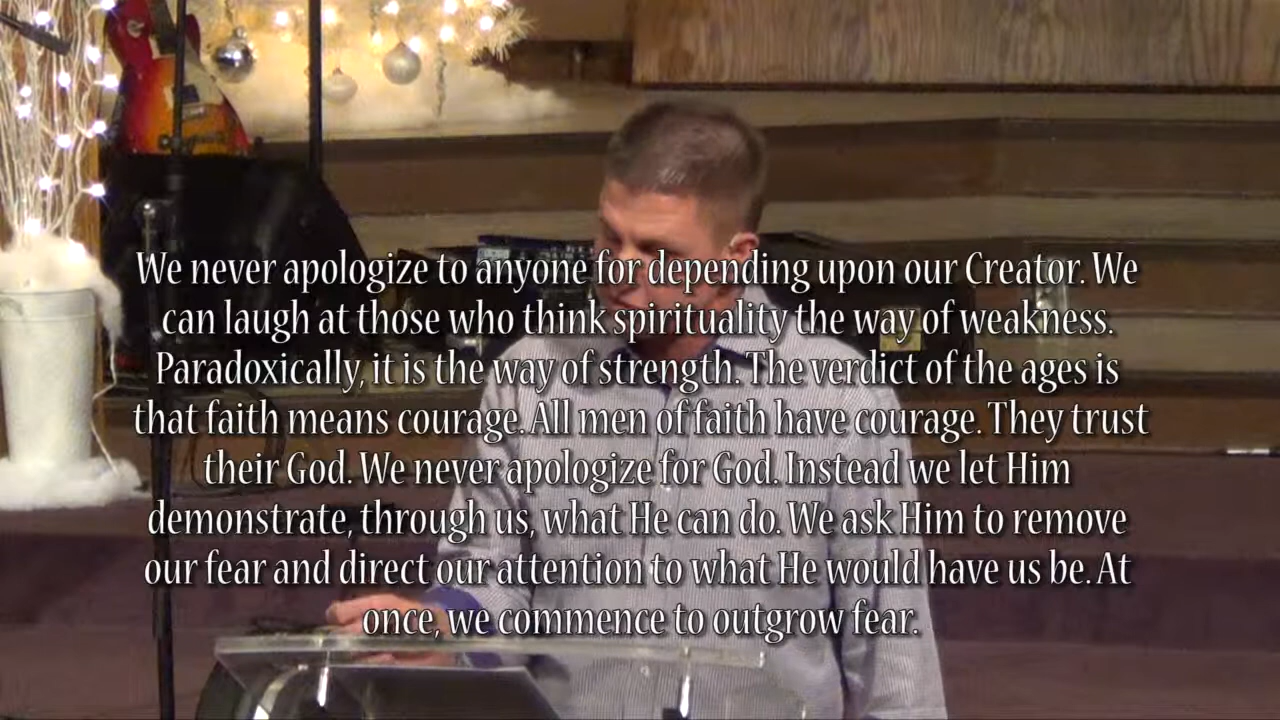 We never apologize to anyone for depending upon our Creator. We
can laugh at those who think spirituality the way of weakness.
Paradoxically, it is the way of strength. The verdict of the ages is
that faith means courage. All men of faith have courage. They trust
their God. We never apologize for God. Instead we let Him
demonstrate, through us, what He can do. We ask Him to remove
our fear and direct our attention to what He would have us be. At
once, we commence to outgrow fear.